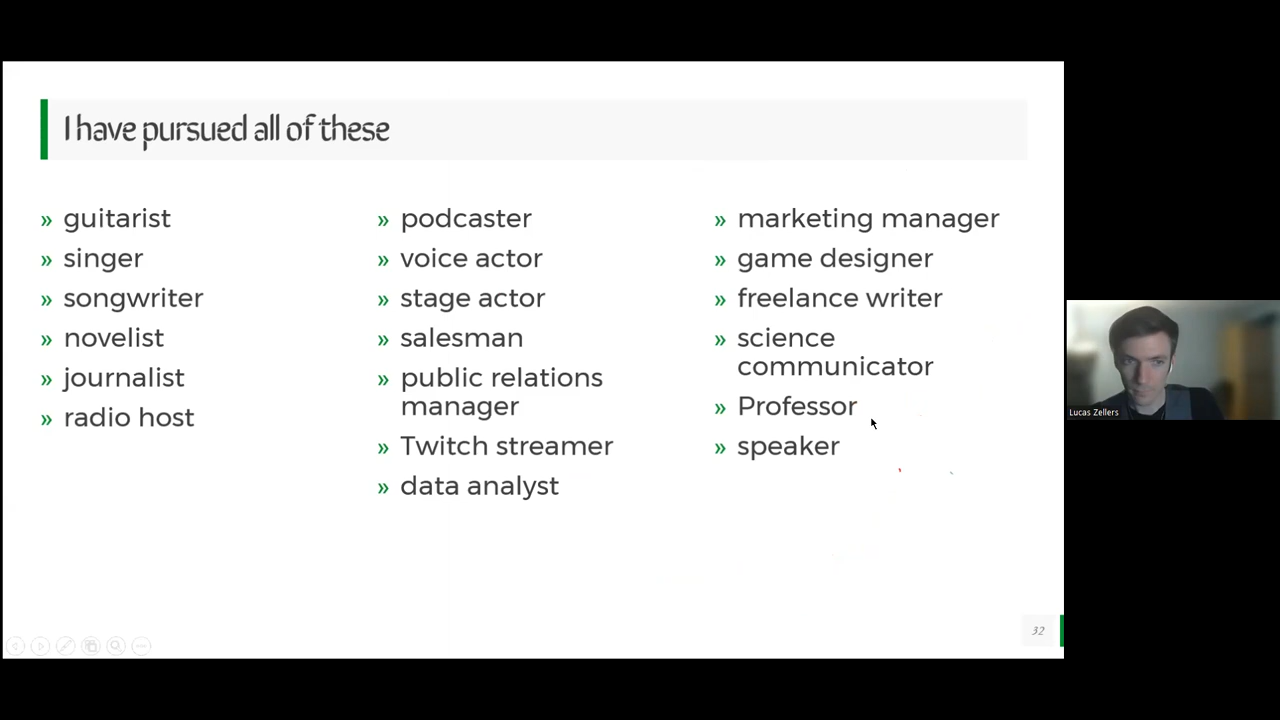 I have pursued all of these
» guitarist
» singer
» songwriter
» novelist
» journalist
» radio host
» podcaster
» voice actor
» stage actor
» salesman
» public relations
manager
» Twitch streamer
» data analyst
» marketing manager
» game designer
» freelance writer
» science
communicator
» Professor
» speaker
32
Lucas Zellers